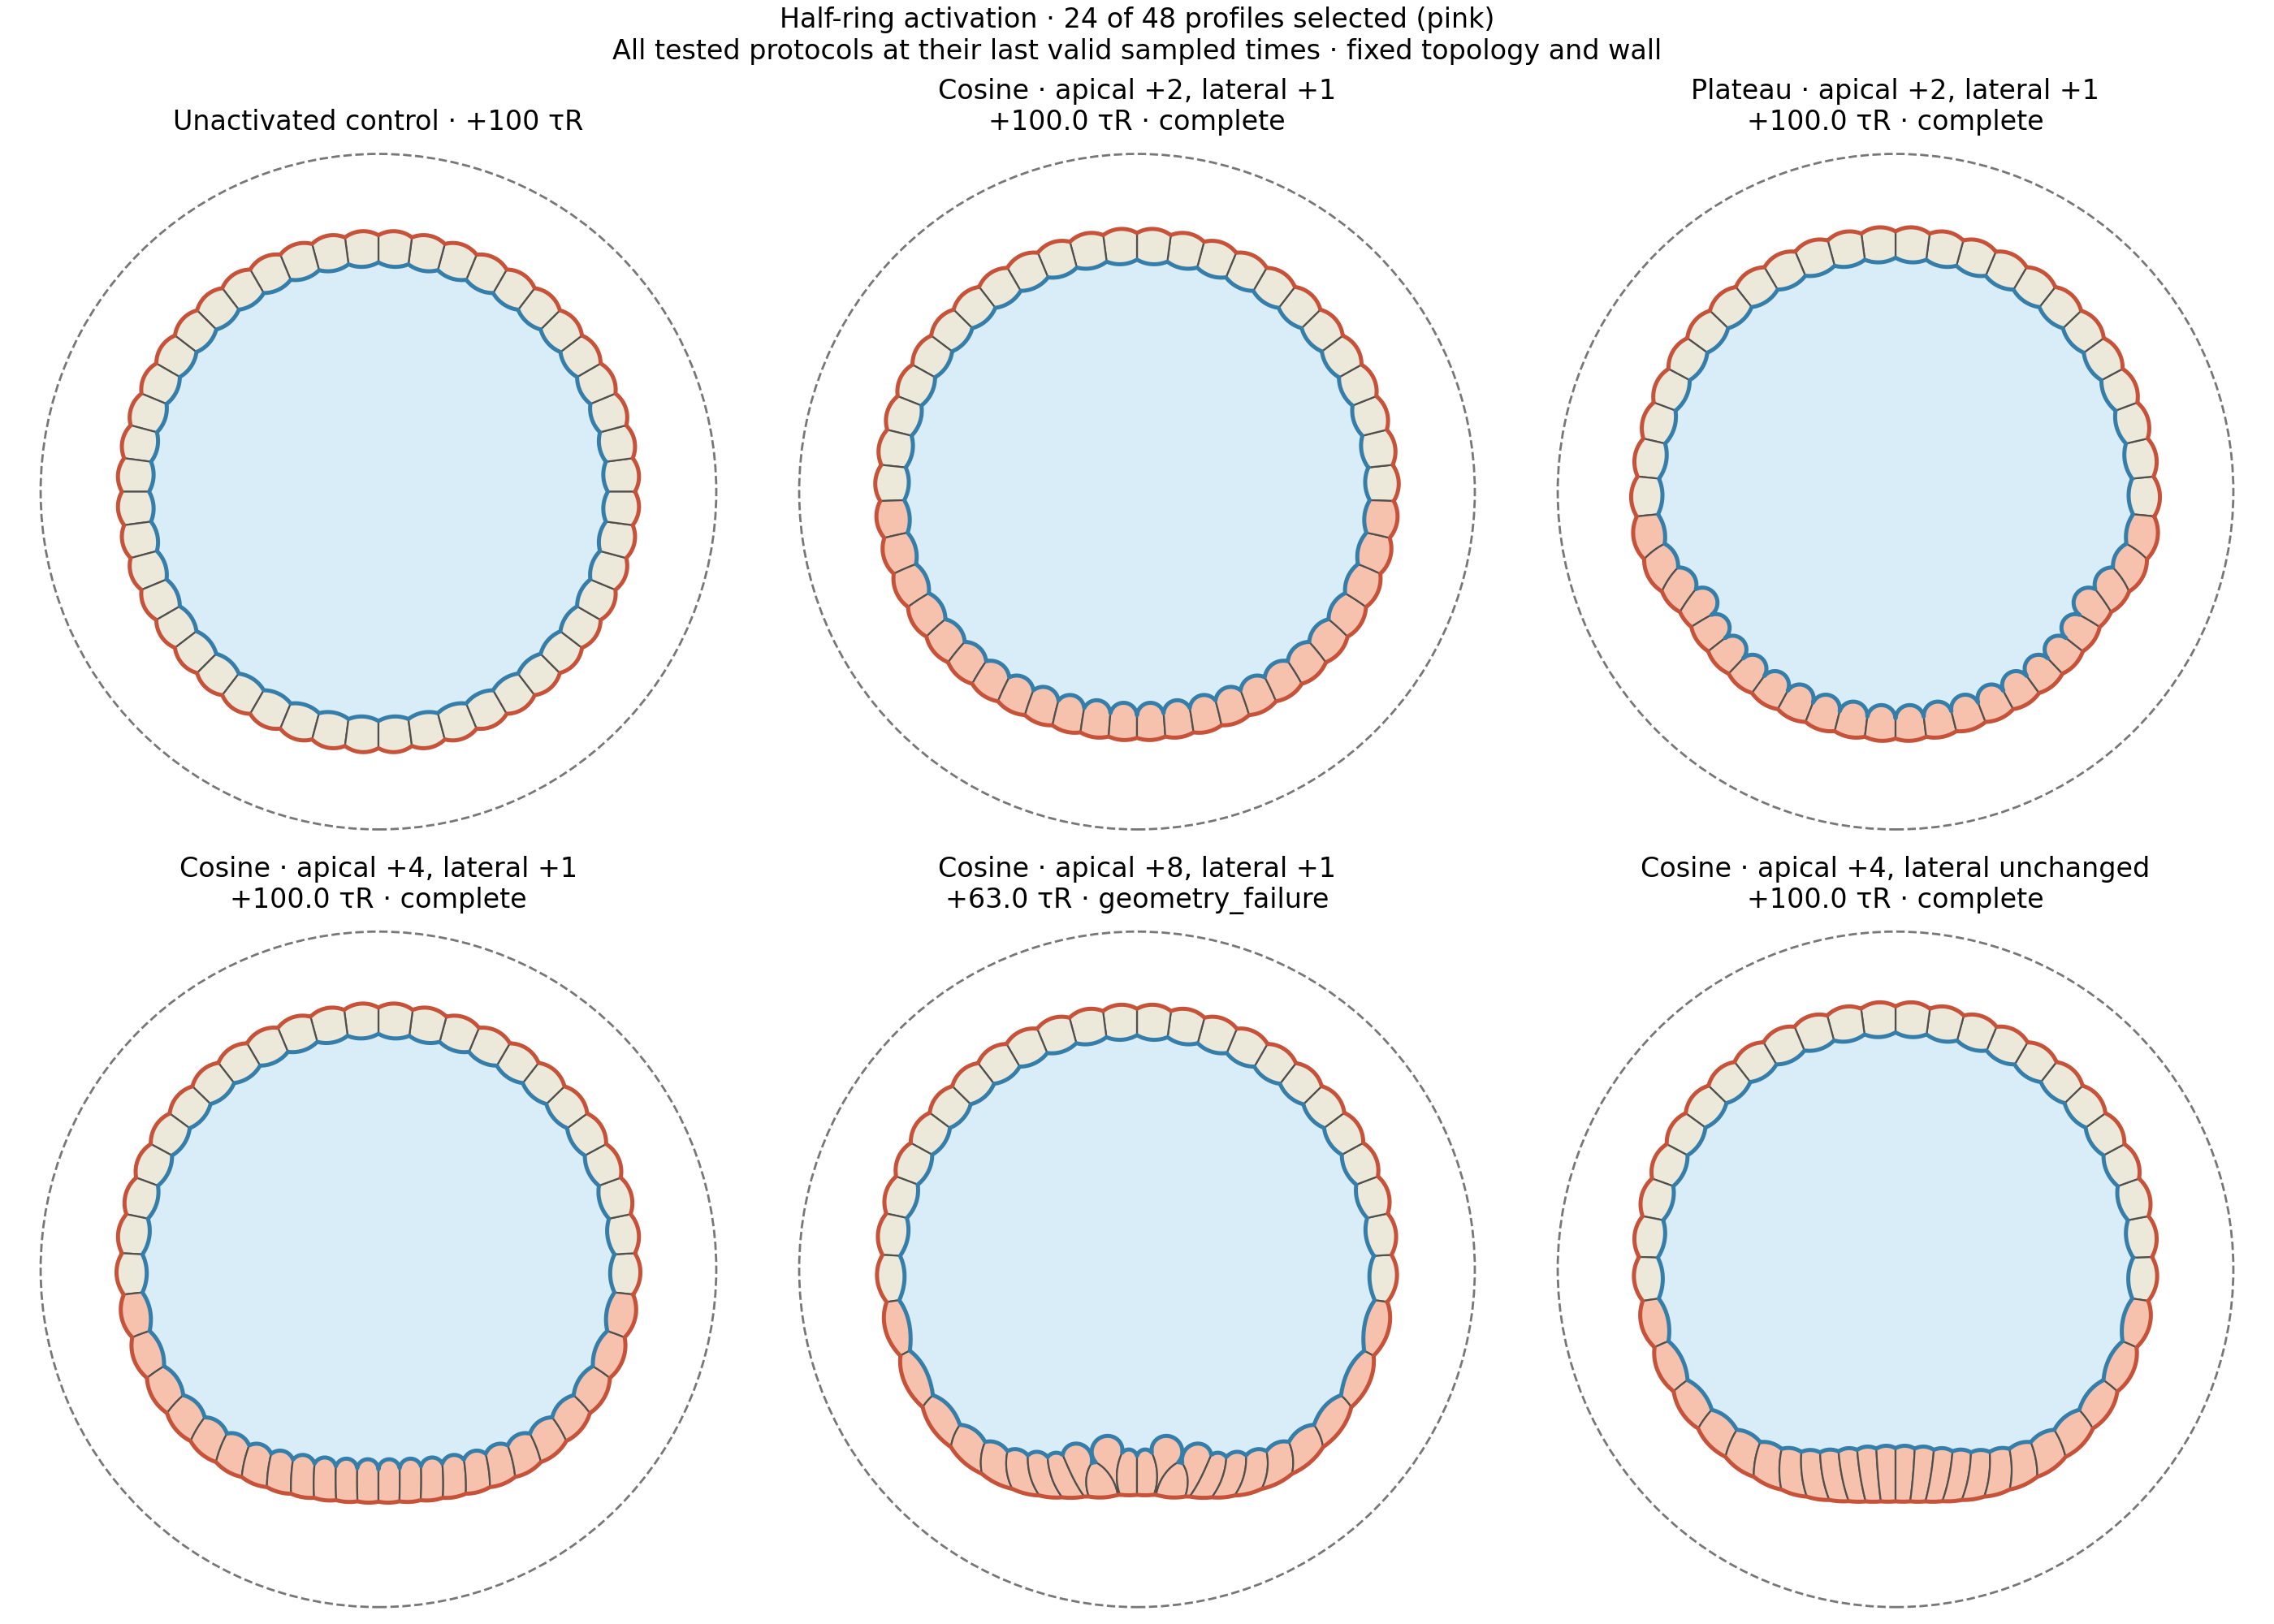 Half-ring activation · 24 of 48 profiles selected (pink)
All tested protocols at their last valid sampled times · fixed topology and wall
Unactivated control · +100 τR
Cosine · apical +2, lateral +1
+100.0 τR · complete
Plateau · apical +2, lateral +1
+100.0 τR · complete
Cosine · apical +4, lateral +1
+100.0 τR · complete
Cosine · apical +8, lateral +1
+63.0 τR · geometry_failure
Cosine · apical +4, lateral unchanged
+100.0 τR · complete